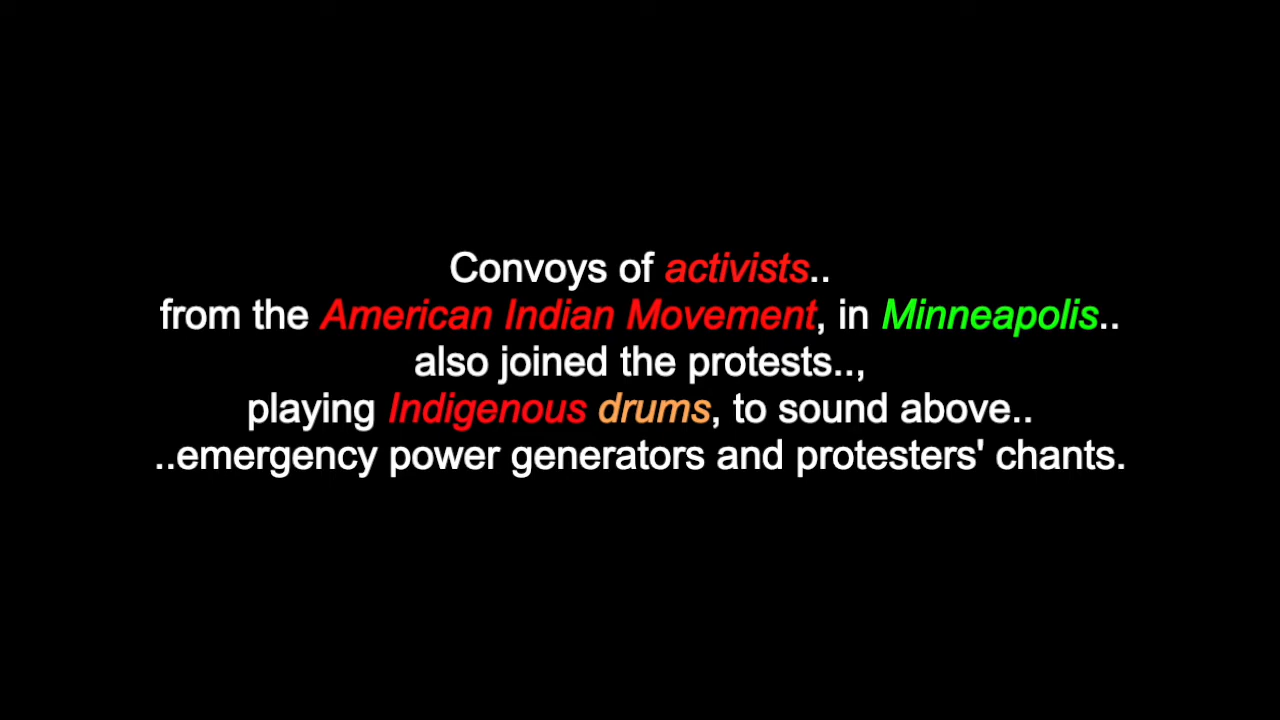 Convoys of activists..
from the American Indian Movement, in Minneapolis..
also joined the protests..,
playing Indigenous drums, to sound above..
..emergency power generators and protesters' chants.